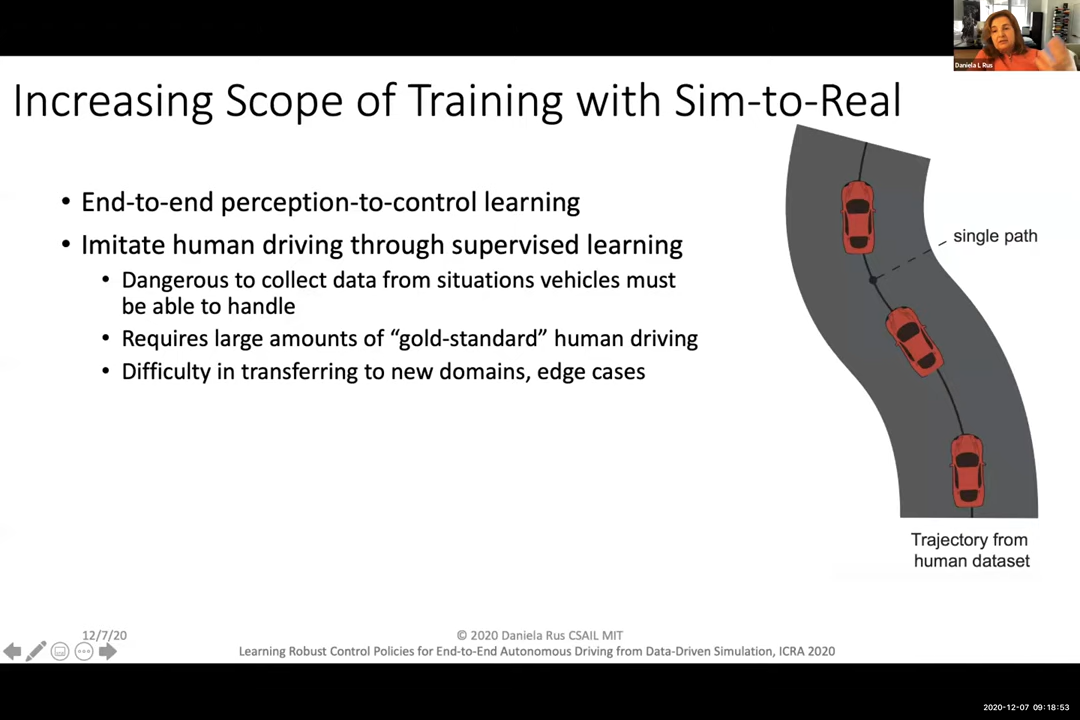 Daniela L Rus
Increasing Scope of Training with Sim-to-Real
• End-to-end perception-to-control learning
• Imitate human driving through supervised learning
• Dangerous to collect data from situations vehicles must
be able to handle
• Requires large amounts of “gold-standard” human driving
• Difficulty in transferring to new domains, edge cases
single path
Trajectory from
human dataset
12/7/20
© 2020 Daniela Rus CSAIL MIT
Learning Robust Control Policies for End-to-End Autonomous Driving from Data-Driven Simulation, ICRA 2020
2020-12-07 09:18:53